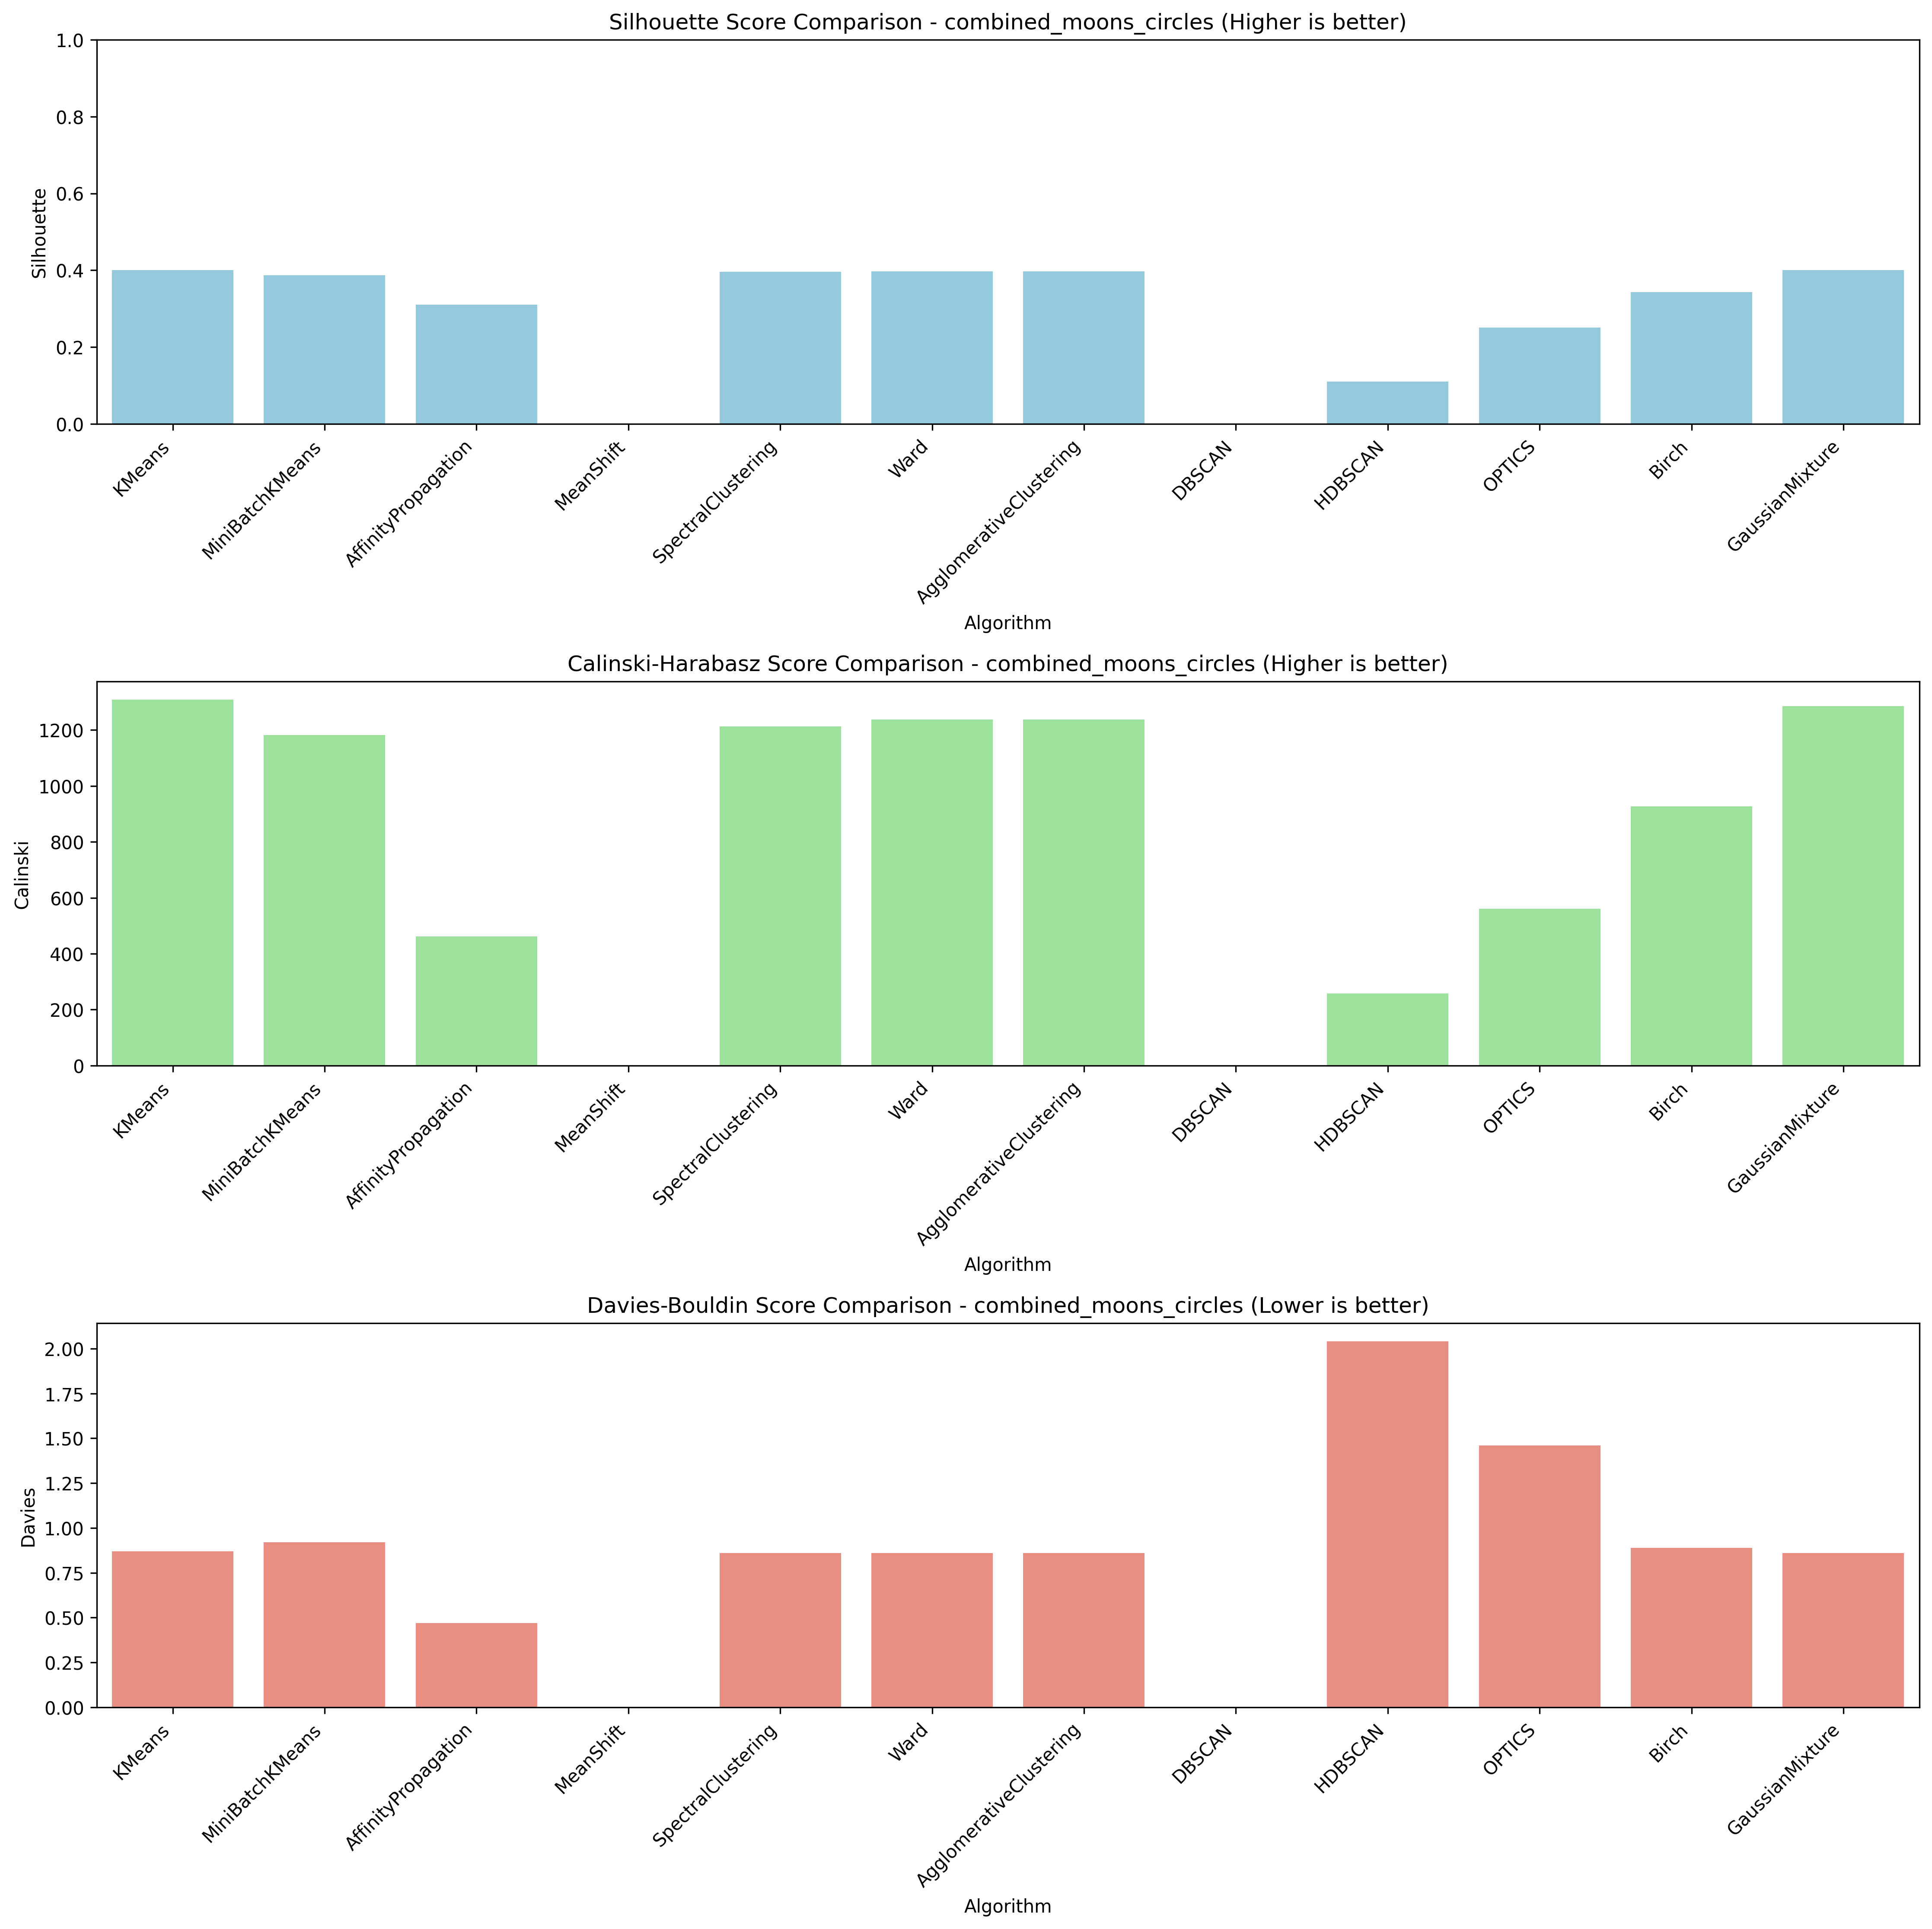 Silhouette Score Comparison - combined_moons_circles (Higher is better)
1.0
0.8
0.6
0.4
0.2
0.0
Silhouette
KMeans
MiniBatchKMeans
AffinityPropagation
MeanShift
SpectralClustering
Ward
AgglomerativeClustering
DBSCAN
HDBSCAN
OPTICS
Birch
GaussianMixture
Algorithm
Calinski-Harabasz Score Comparison - combined_moons_circles (Higher is better)
1200
1000
800
600
400
200
0
Calinski
KMeans
MiniBatchKMeans
AffinityPropagation
MeanShift
SpectralClustering
Ward
AgglomerativeClustering
DBSCAN
HDBSCAN
OPTICS
Birch
GaussianMixture
Algorithm
Davies-Bouldin Score Comparison - combined_moons_circles (Lower is better)
2.00
1.75
1.50
1.25
1.00
0.75
0.50
0.25
0.00
Davies
KMeans
MiniBatchKMeans
AffinityPropagation
MeanShift
SpectralClustering
Ward
AgglomerativeClustering
DBSCAN
HDBSCAN
OPTICS
Birch
GaussianMixture
Algorithm